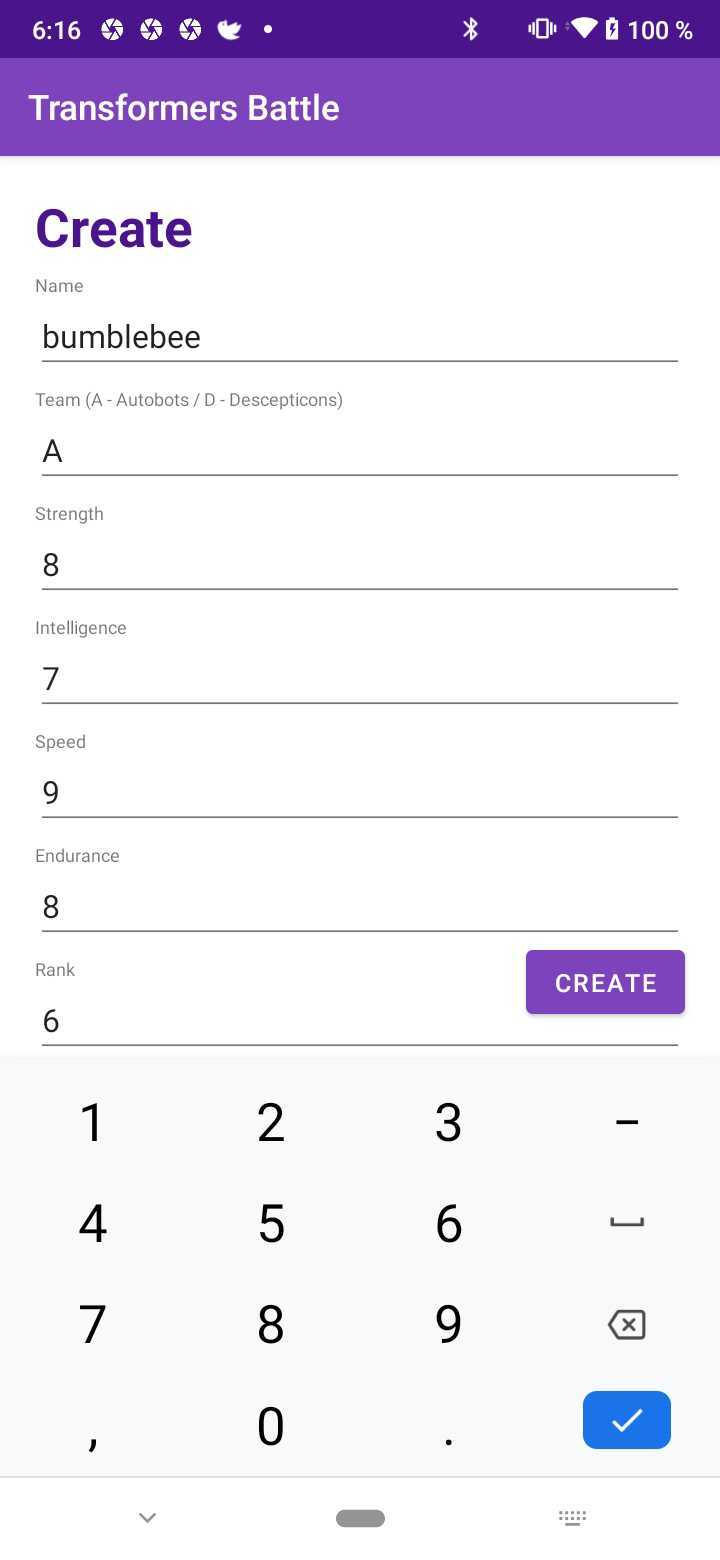 6:16
100 %
Transformers Battle
Create
Name
bumblebee
Team (A - Autobots / D - Descepticons)
A
Strength
8
Intelligence
7
Speed
9
Endurance
8
Rank
CREATE
6
1 2 3 –
4 5 6
7 8 9
, 0 .